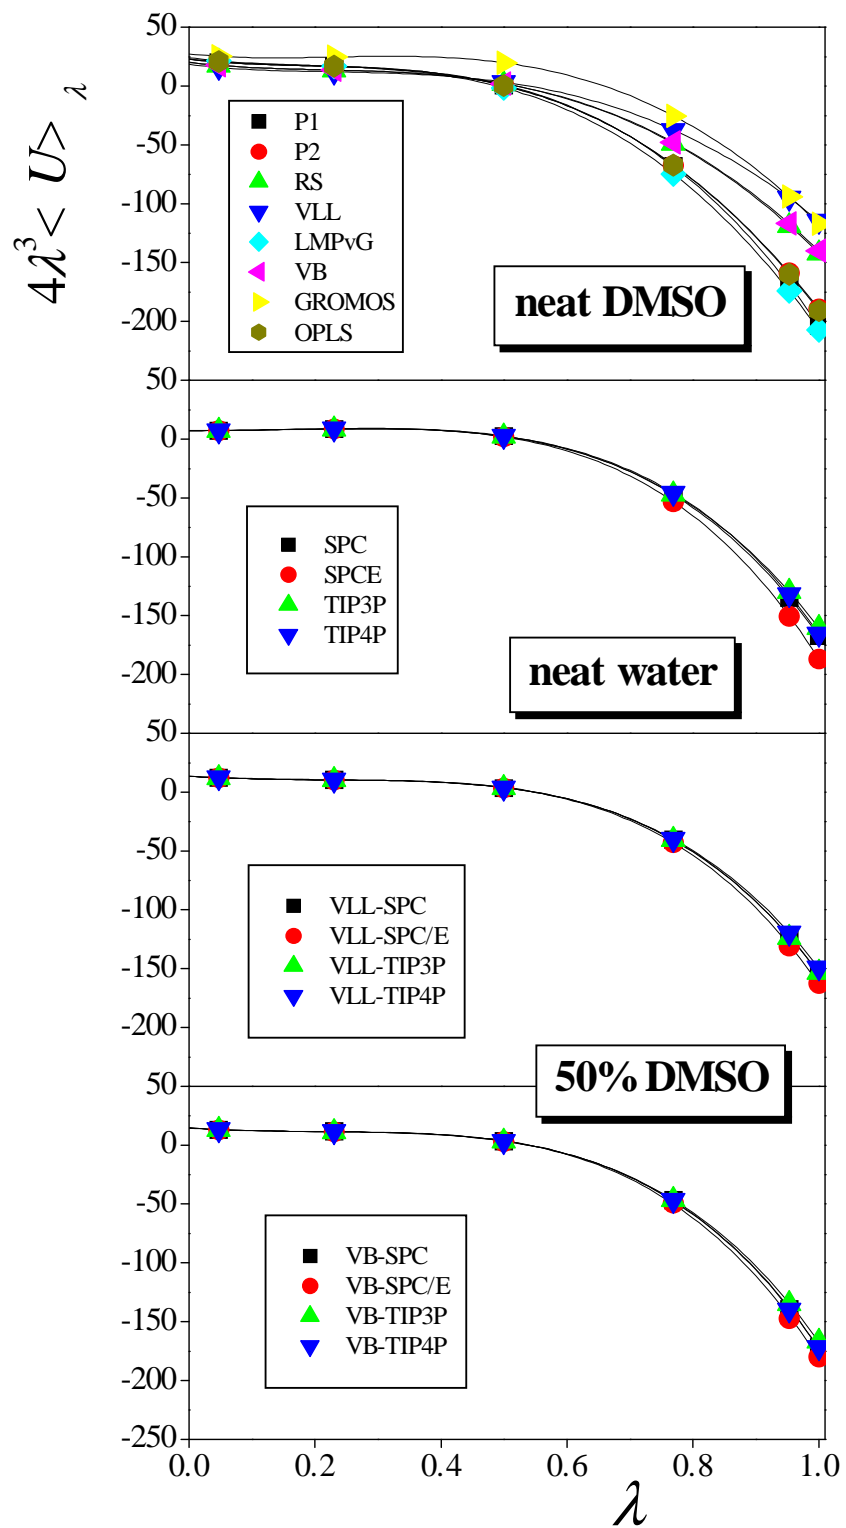 4λ³< U >λ
50
0
-50
-100
-150
-200
P1
P2
RS
VLL
LMPvG
VB
GROMOS
OPLS
neat DMSO
50
0
-50
-100
-150
-200
SPC
SPCE
TIP3P
TIP4P
neat water
50
0
-50
-100
-150
-200
VLL-SPC
VLL-SPC/E
VLL-TIP3P
VLL-TIP4P
50% DMSO
50
0
-50
-100
-150
-200
-250
VB-SPC
VB-SPC/E
VB-TIP3P
VB-TIP4P
0.0 0.2 0.4 0.6 0.8 1.0
λ